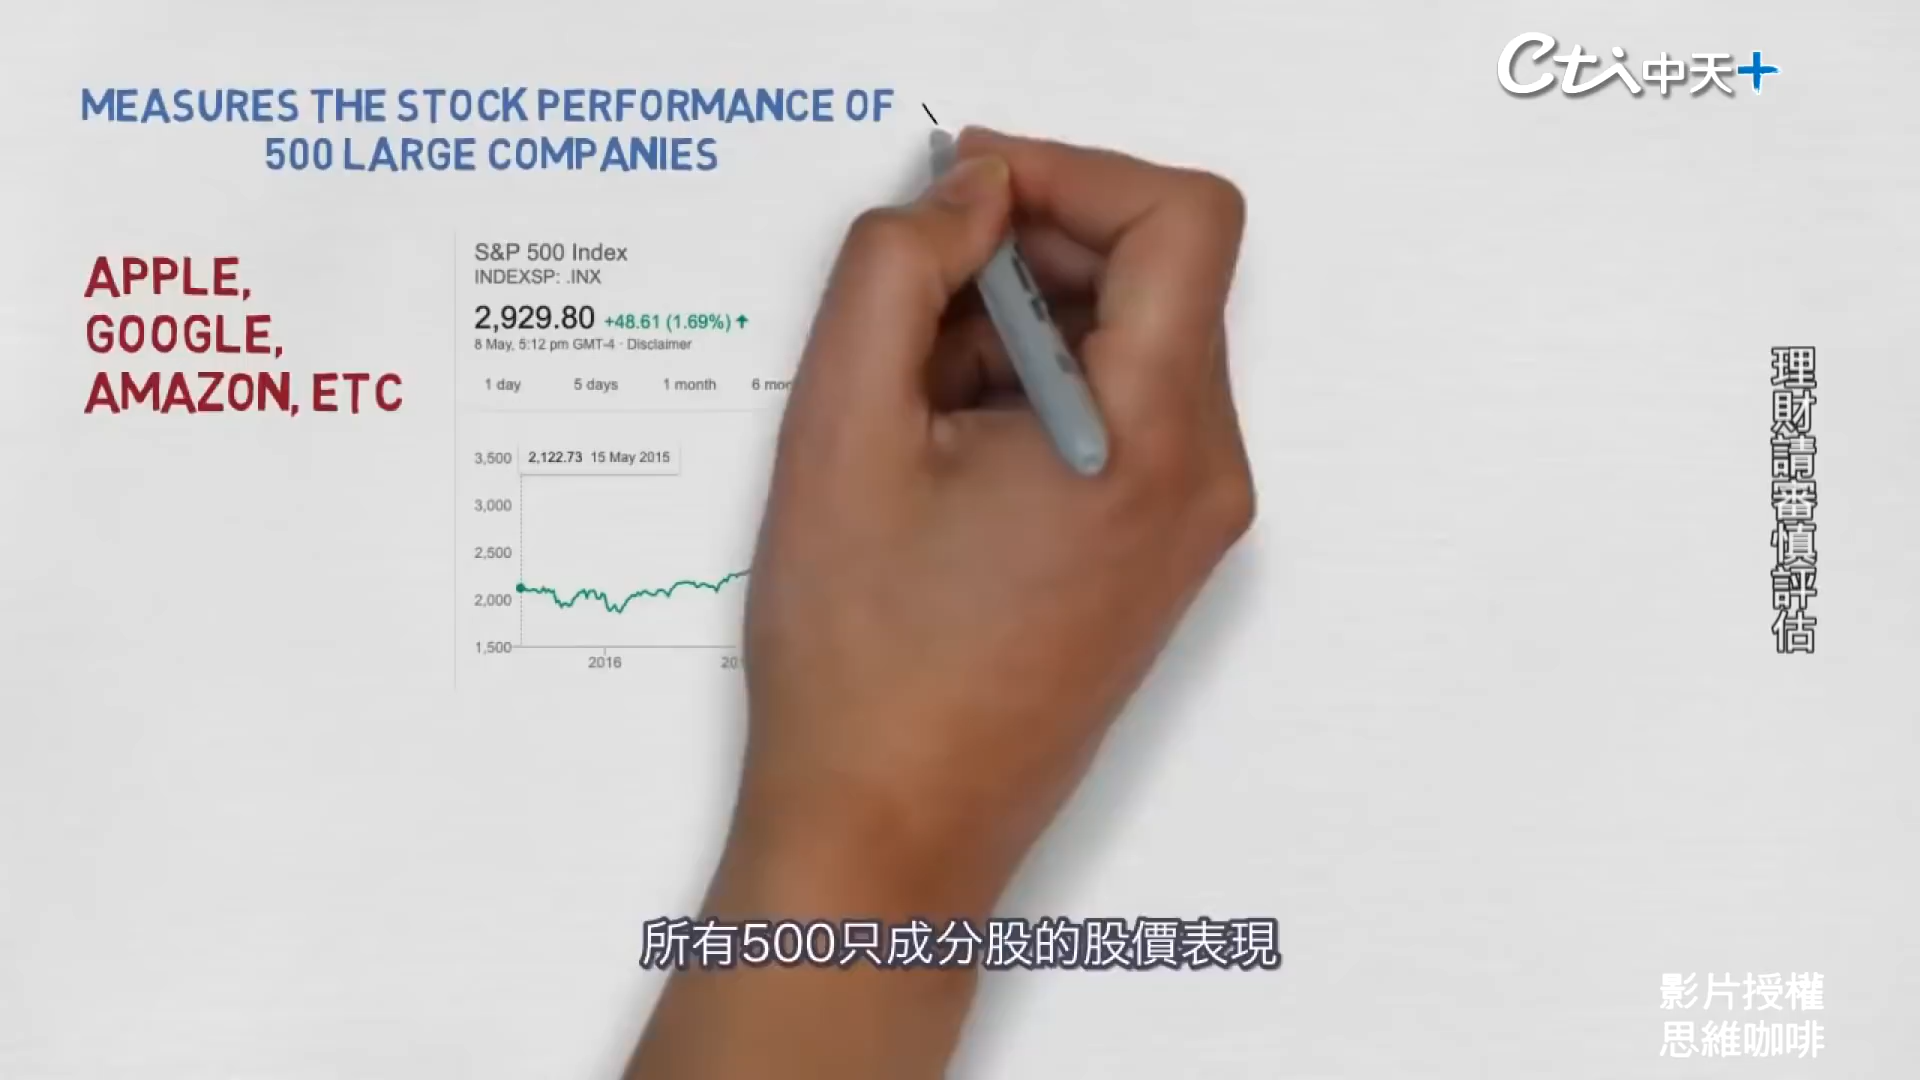 Cti中天+
MEASURES THE STOCK PERFORMANCE OF
500 LARGE COMPANIES
APPLE,
GOOGLE,
AMAZON, ETC
S&P 500 Index
INDEXSP: .INX
2,929.80 +48.61 (1.69%) ↑
8 May, 5:12 pm GMT-4 · Disclaimer
1 day 5 days 1 month 6
3,500 2,122.73 15 May 2015
3,000
2,500
2,000
1,500
2016
理財請審慎評估
所有500只成分股的股價表現
影片授權
思維咖啡